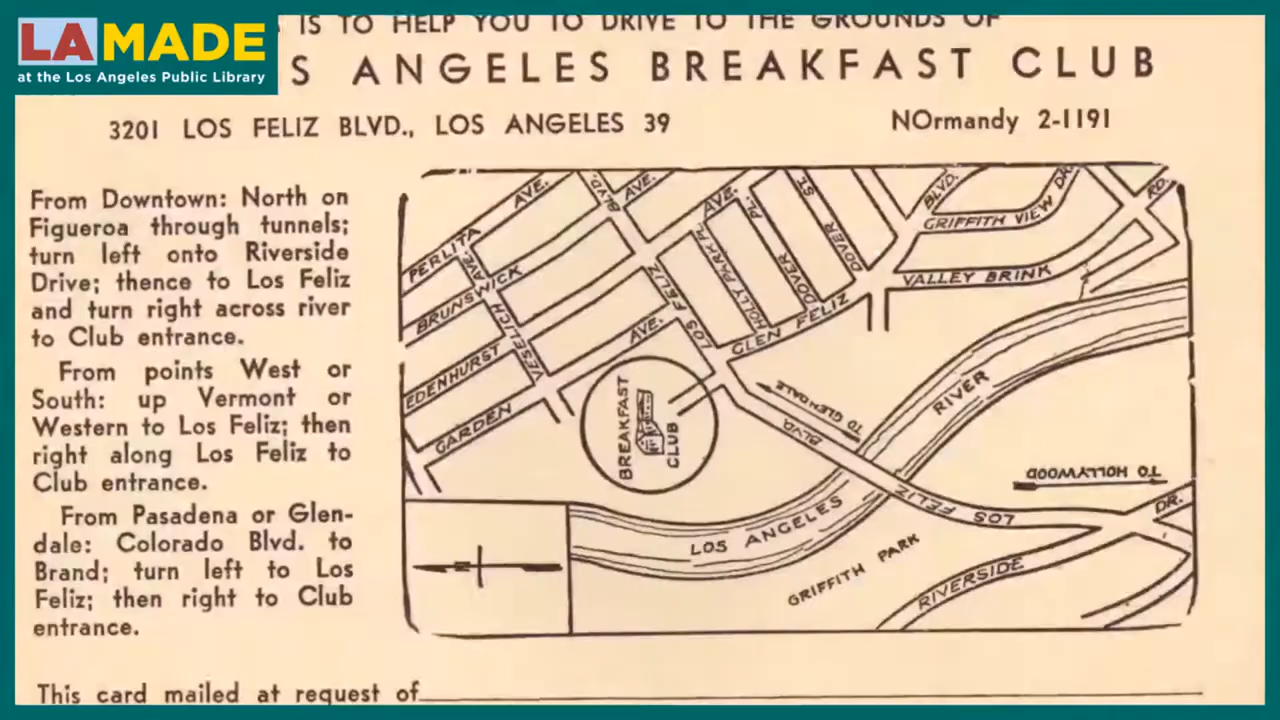 LA MADE
at the Los Angeles Public Library
IS TO HELP YOU TO DRIVE TO THE GROUNDS OF
S ANGELES BREAKFAST CLUB
3201 LOS FELIZ BLVD., LOS ANGELES 39
NOrmandy 2-1191
From Downtown: North on
Figueroa through tunnels;
turn left onto Riverside
Drive; thence to Los Feliz
and turn right across river
to Club entrance.
From points West or
South: up Vermont or
Western to Los Feliz; then
right along Los Feliz to
Club entrance.
From Pasadena or Glen-
dale: Colorado Blvd. to
Brand; turn left to Los
Feliz; then right to Club
entrance.
PERLITA AVE.
BLVD.
AVE.
AVE.
PL.
ST.
BLVD.
GRIFFITH VIEW DR.
RD.
BRUNSWICK
VESELICH AVE.
LOS FELIZ
HOLLY PARK PL.
DOVER
DOVER
VALLEY BRINK
EDENHURST
AVE.
GLEN FELIZ
GARDEN
BREAKFAST
CLUB
TO GLENDALE
BLVD.
RIVER
TO HOLLYWOOD
LOS FELIZ
DR.
LOS ANGELES
GRIFFITH PARK
RIVERSIDE
This card mailed at request of